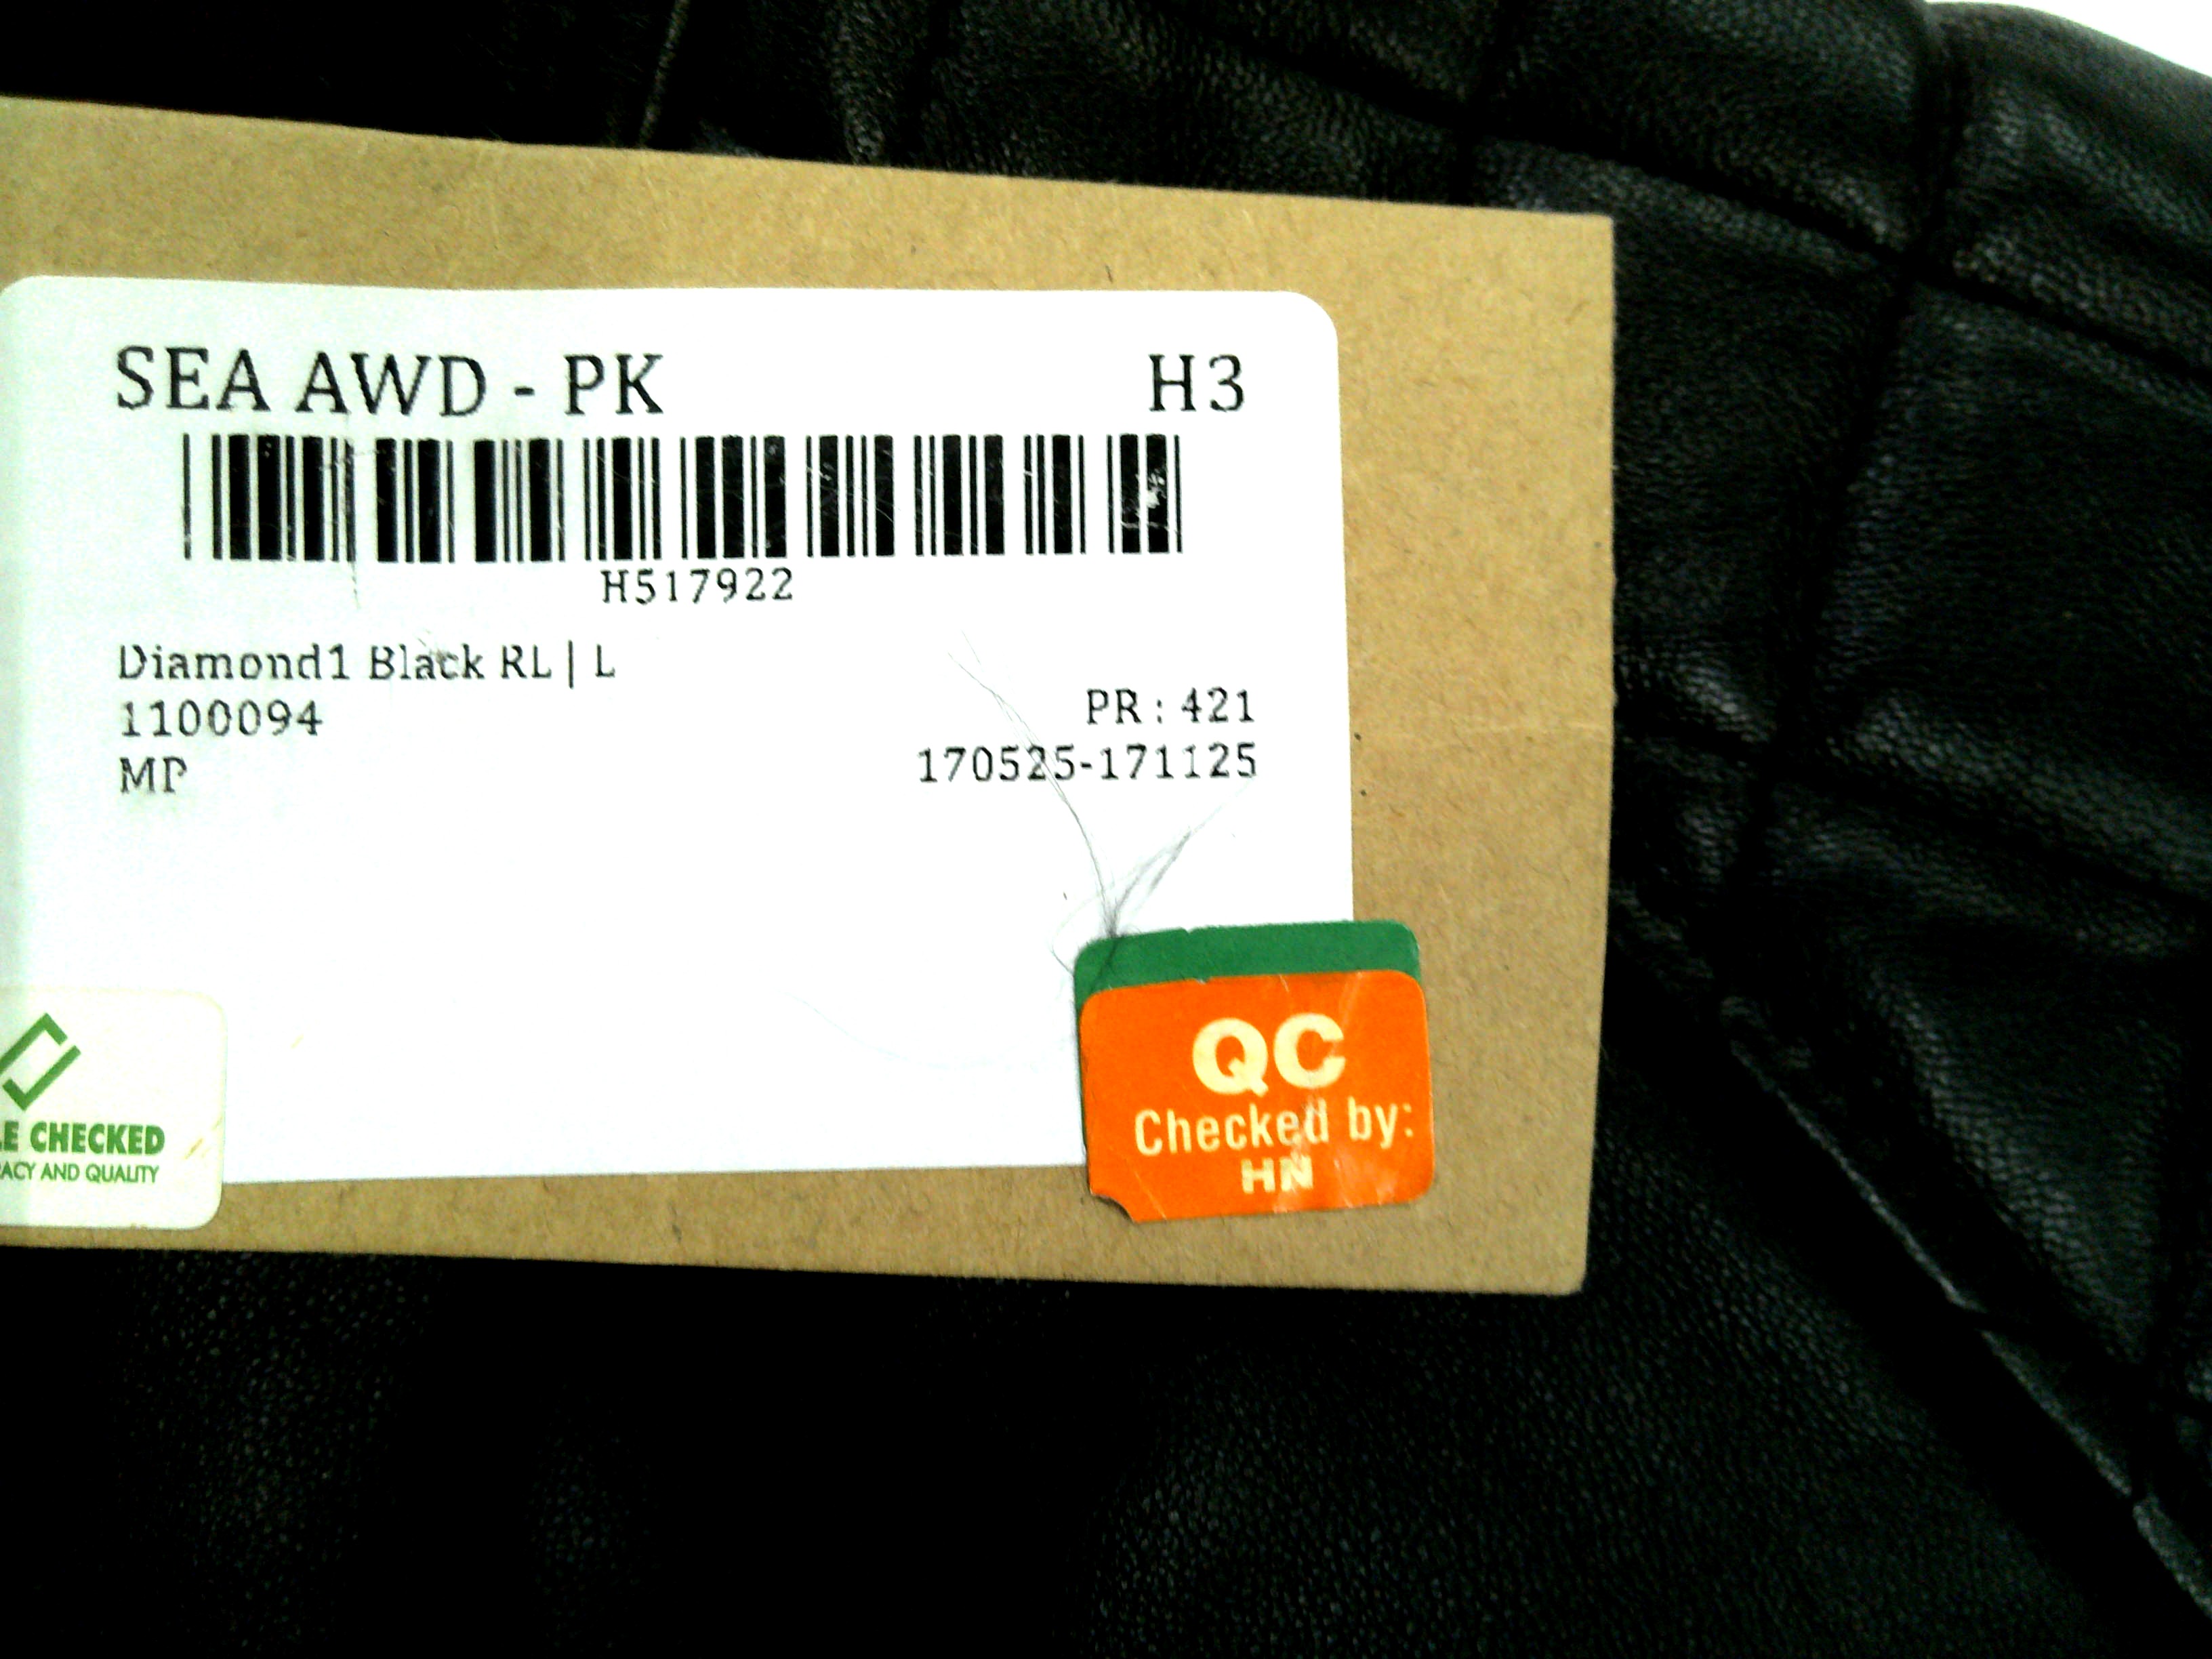 SEA AWD - PK H3
H517922
Diamond1 Black RL | L
1100094 PR : 421
MP 170525-171125
QC
Checked by:
HN
CHECKED
AND QUALITY